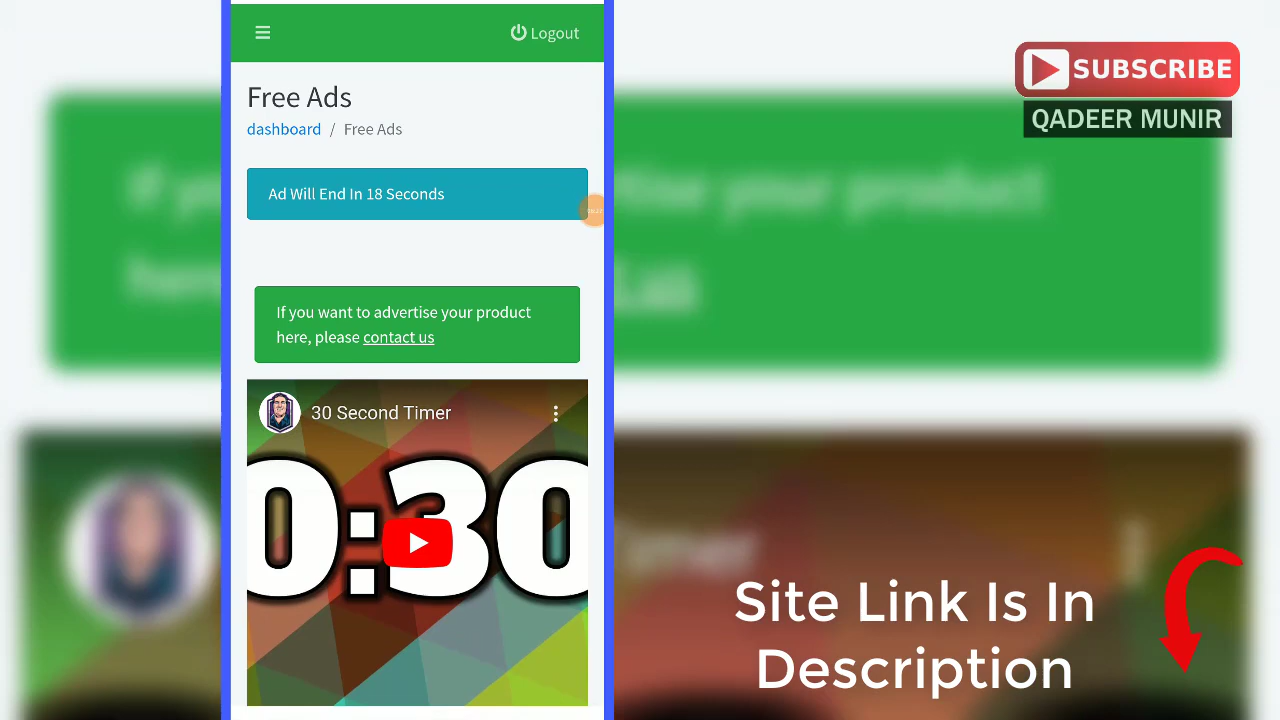 Logout
Free Ads
dashboard / Free Ads
Ad Will End In 18 Seconds
If you want to advertise your product
here, please contact us
30 Second Timer
0:30
SUBSCRIBE
QADEER MUNIR
Site Link Is In
Description